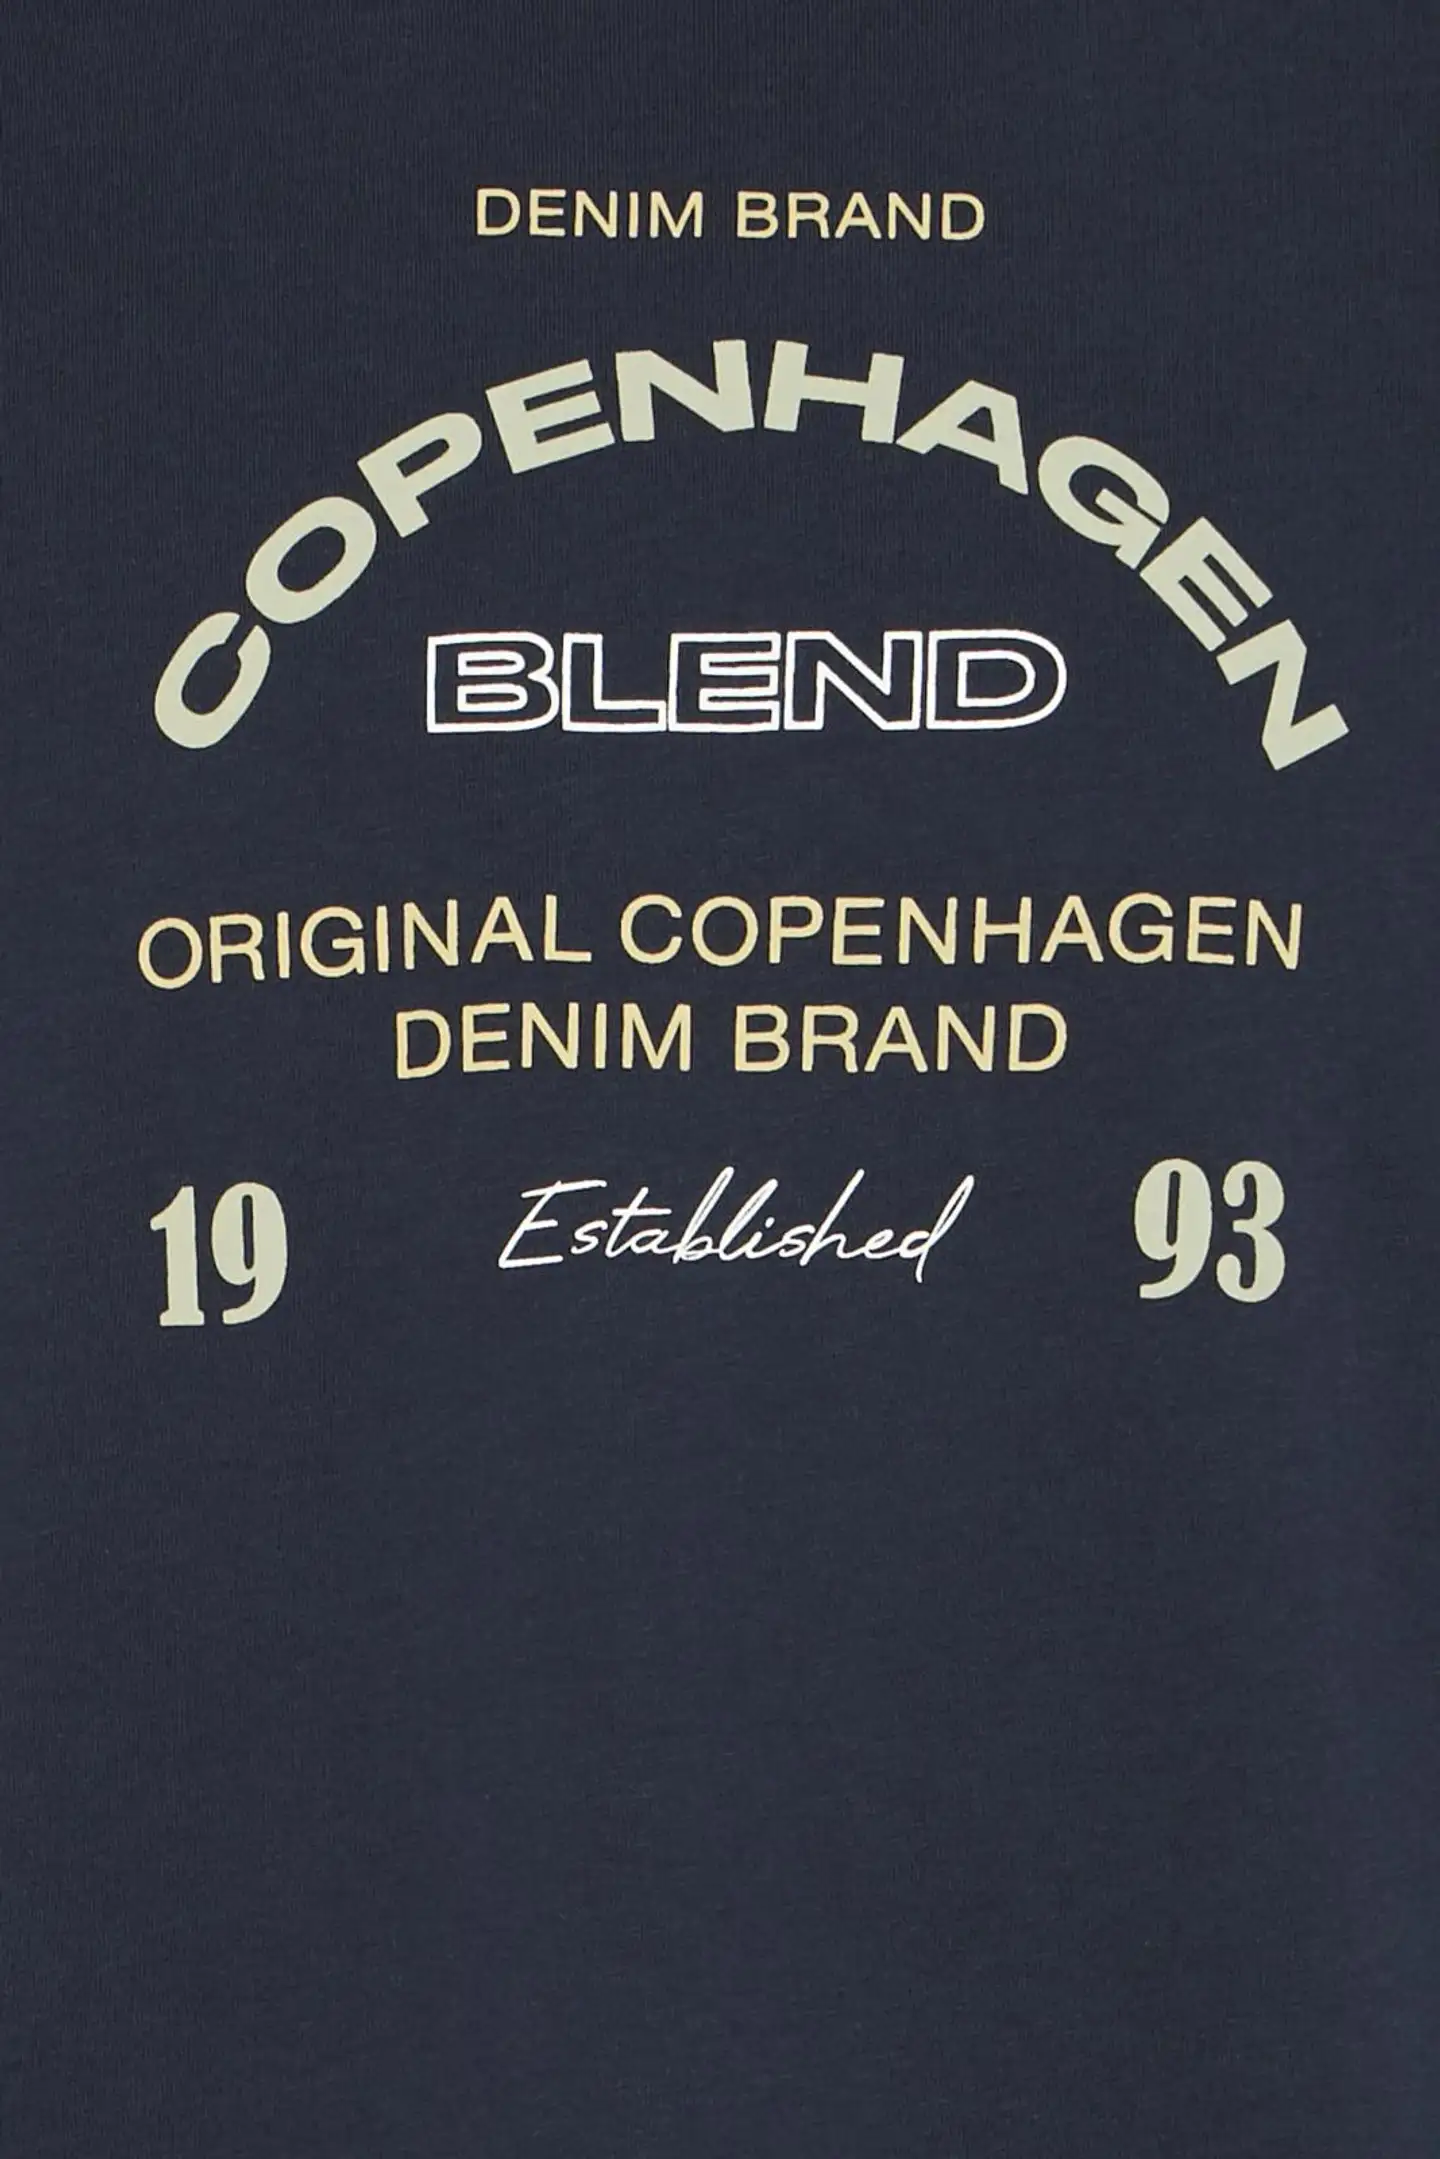 DENIM BRAND
COPENHAGEN
BLEND
ORIGINAL COPENHAGEN
DENIM BRAND
19 Established 93